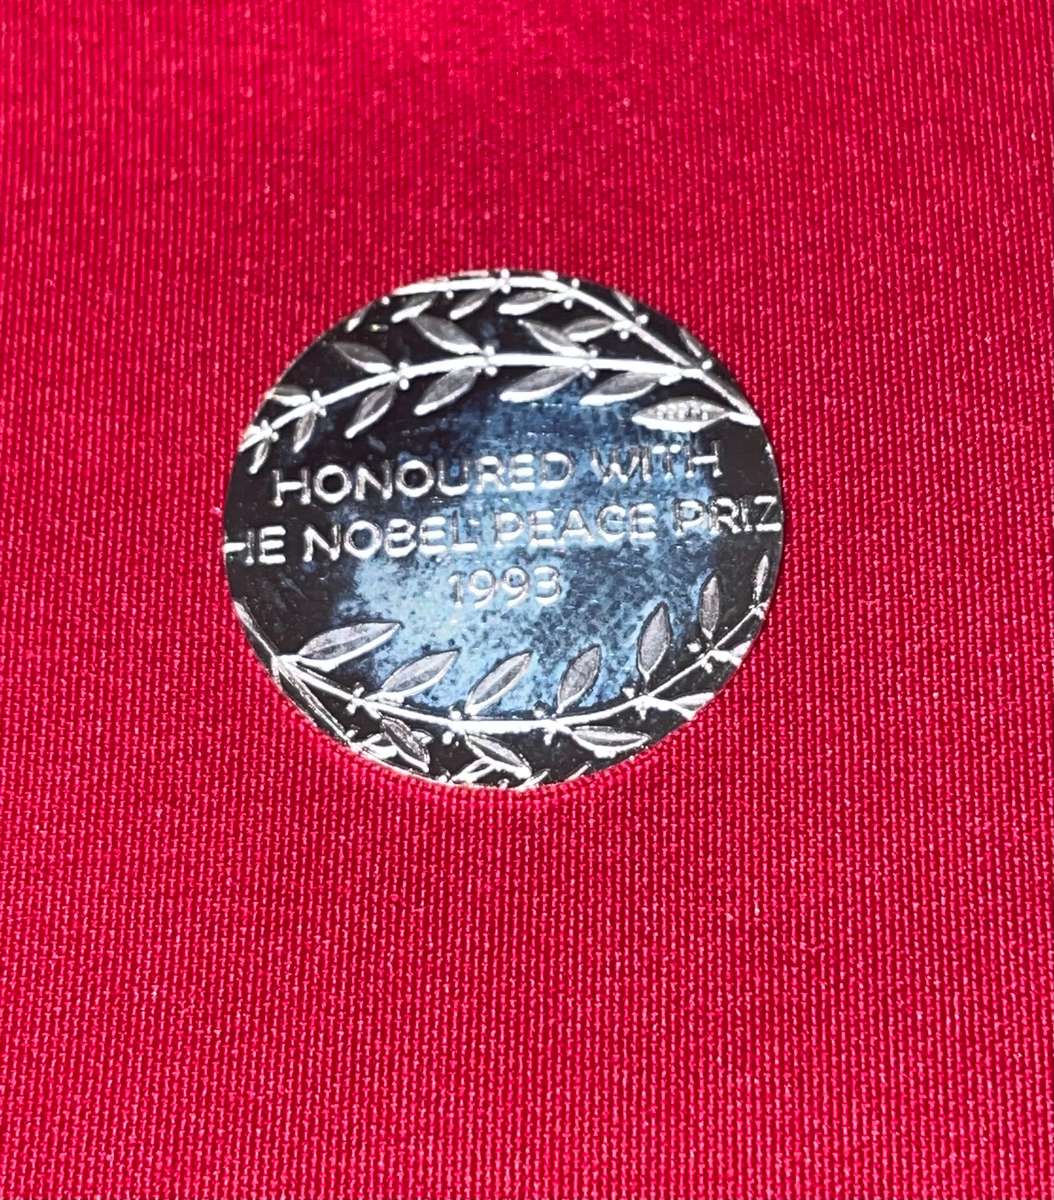 HONOURED WITH
HE NOBEL PEACE PRIZ
1993